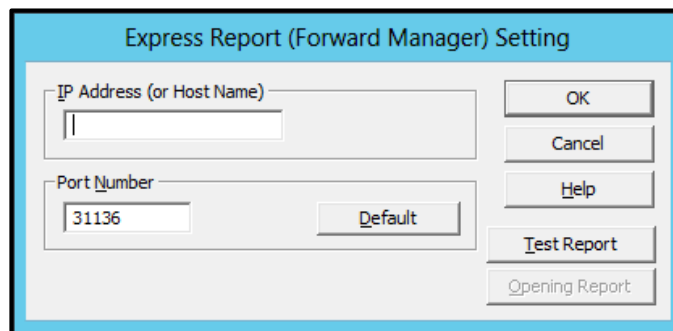 Express Report (Forward Manager) Setting
IP Address (or Host Name)
OK
Cancel
Port Number
Help
31136
Default
Test Report
Opening Report